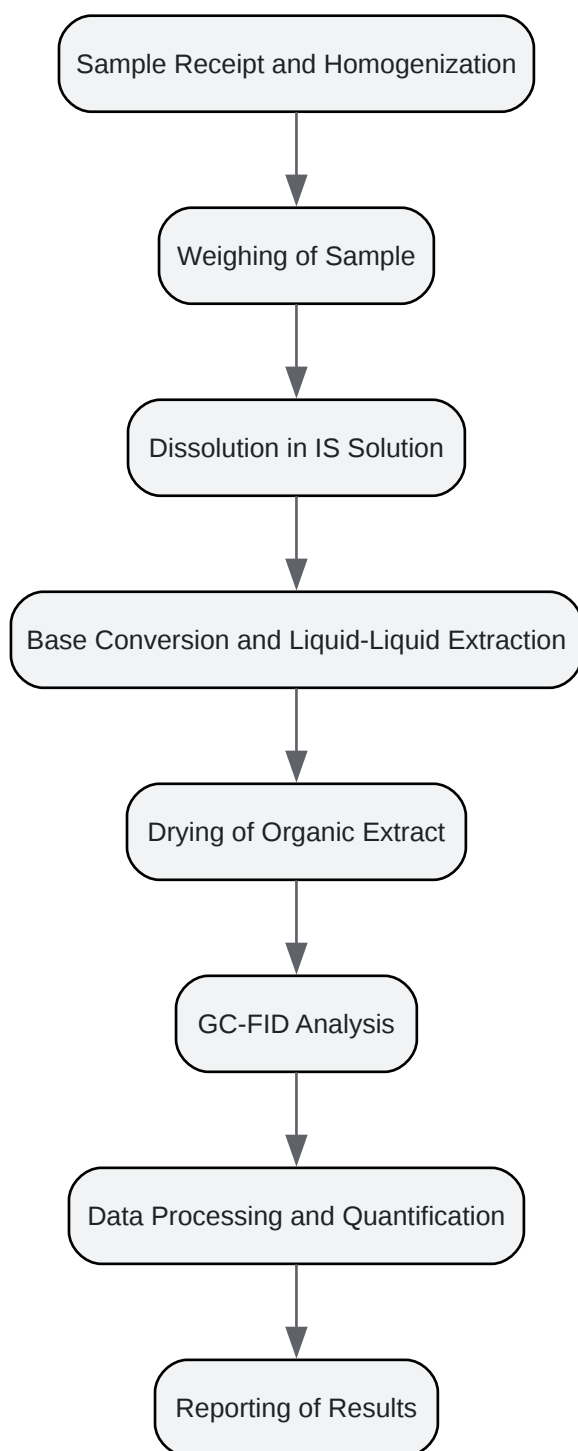 Sample Receipt and Homogenization
Weighing of Sample
Dissolution in IS Solution
Base Conversion and Liquid-Liquid Extraction
Drying of Organic Extract
GC-FID Analysis
Data Processing and Quantification
Reporting of Results